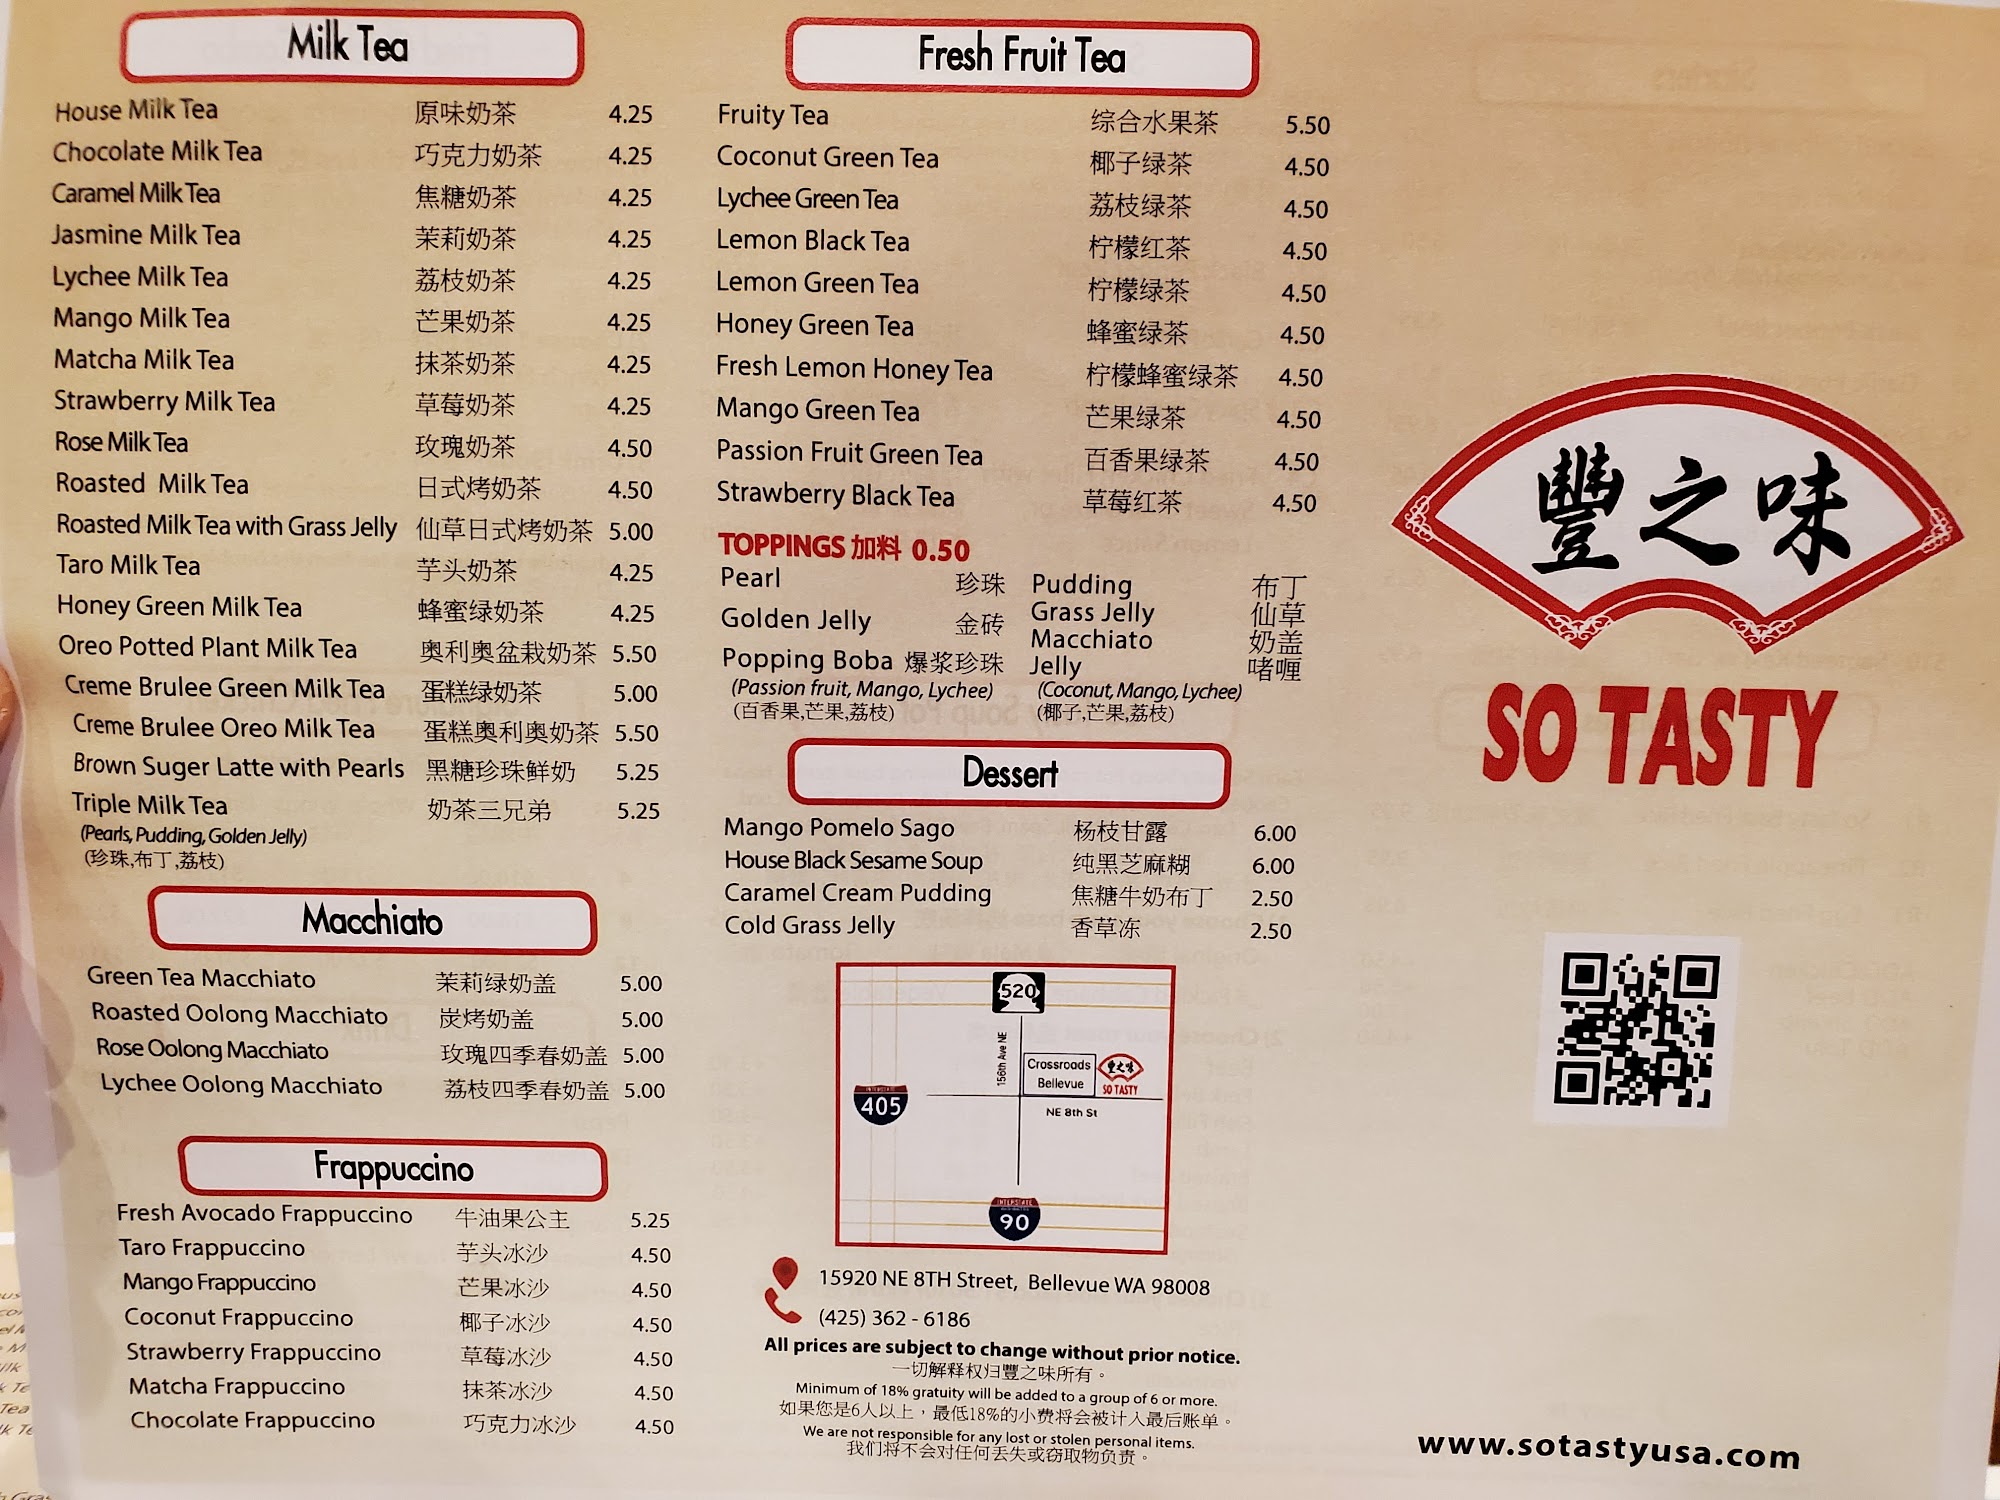 Milk Tea
House Milk Tea 原味奶茶 4.25
Chocolate Milk Tea 巧克力奶茶 4.25
Caramel Milk Tea 焦糖奶茶 4.25
Jasmine Milk Tea 茉莉奶茶 4.25
Lychee Milk Tea 荔枝奶茶 4.25
Mango Milk Tea 芒果奶茶 4.25
Matcha Milk Tea 抹茶奶茶 4.25
Strawberry Milk Tea 草莓奶茶 4.25
Rose Milk Tea 玫瑰奶茶 4.50
Roasted Milk Tea 日式烤奶茶 4.50
Roasted Milk Tea with Grass Jelly 仙草日式烤奶茶 5.00
Taro Milk Tea 芋头奶茶 4.25
Honey Green Milk Tea 蜂蜜绿奶茶 4.25
Oreo Potted Plant Milk Tea 奥利奥盆栽奶茶 5.50
Creme Brulee Green Milk Tea 蛋糕绿奶茶 5.00
Creme Brulee Oreo Milk Tea 蛋糕奥利奥奶茶 5.50
Brown Suger Latte with Pearls 黑糖珍珠鲜奶 5.25
Triple Milk Tea 奶茶三兄弟 5.25
(Pearls, Pudding, Golden Jelly)
(珍珠,布丁,荔枝)
Macchiato
Green Tea Macchiato 茉莉绿奶盖 5.00
Roasted Oolong Macchiato 炭烤奶盖 5.00
Rose Oolong Macchiato 玫瑰四季春奶盖 5.00
Lychee Oolong Macchiato 荔枝四季春奶盖 5.00
Frappuccino
Fresh Avocado Frappuccino 牛油果公主 5.25
Taro Frappuccino 芋头冰沙 4.50
Mango Frappuccino 芒果冰沙 4.50
Coconut Frappuccino 椰子冰沙 4.50
Strawberry Frappuccino 草莓冰沙 4.50
Matcha Frappuccino 抹茶冰沙 4.50
Chocolate Frappuccino 巧克力冰沙 4.50
Fresh Fruit Tea
Fruity Tea 综合水果茶 5.50
Coconut Green Tea 椰子绿茶 4.50
Lychee Green Tea 荔枝绿茶 4.50
Lemon Black Tea 柠檬红茶 4.50
Lemon Green Tea 柠檬绿茶 4.50
Honey Green Tea 蜂蜜绿茶 4.50
Fresh Lemon Honey Tea 柠檬蜂蜜绿茶 4.50
Mango Green Tea 芒果绿茶 4.50
Passion Fruit Green Tea 百香果绿茶 4.50
Strawberry Black Tea 草莓红茶 4.50
TOPPINGS 加料 0.50
Pearl 珍珠
Golden Jelly 金砖
Popping Boba 爆浆珍珠
(Passion fruit, Mango, Lychee)
(百香果,芒果,荔枝)
Pudding 布丁
Grass Jelly 仙草
Macchiato 奶盖
Jelly 啫喱
(Coconut, Mango, Lychee)
(椰子,芒果,荔枝)
Dessert
Mango Pomelo Sago 杨枝甘露 6.00
House Black Sesame Soup 纯黑芝麻糊 6.00
Caramel Cream Pudding 焦糖牛奶布丁 2.50
Cold Grass Jelly 香草冻 2.50
520
156th Ave NE
Crossroads
Bellevue
豐之味
SO TASTY
INTERSTATE
405
NE 8th St
INTERSTATE
90
15920 NE 8TH Street, Bellevue WA 98008
(425) 362 - 6186
All prices are subject to change without prior notice.
一切解释权归豐之味所有。
Minimum of 18% gratuity will be added to a group of 6 or more.
如果您是6人以上，最低18%的小费将会被计入最后账单。
We are not responsible for any lost or stolen personal items.
我们将不会对任何丢失或窃取物负责。
豐之味
SO TASTY
www.sotastyusa.com